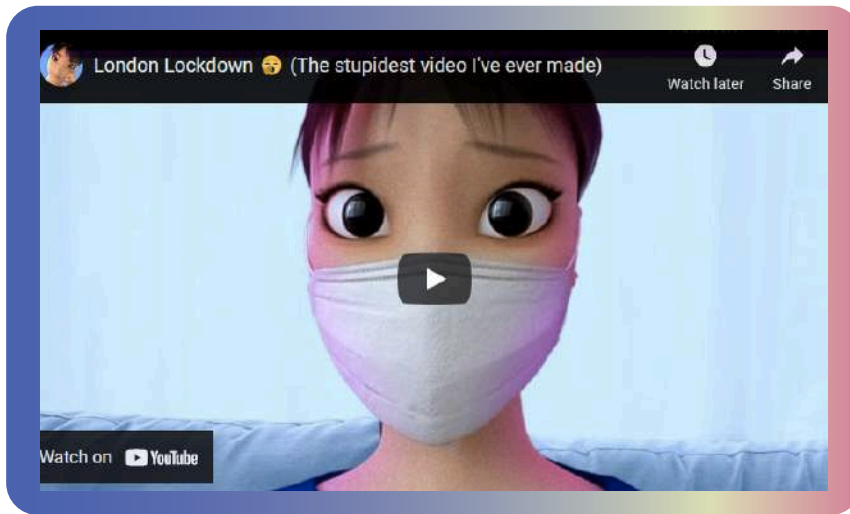 London Lockdown 😪 (The stupidest video I've ever made)
Watch later
Share
Watch on YouTube